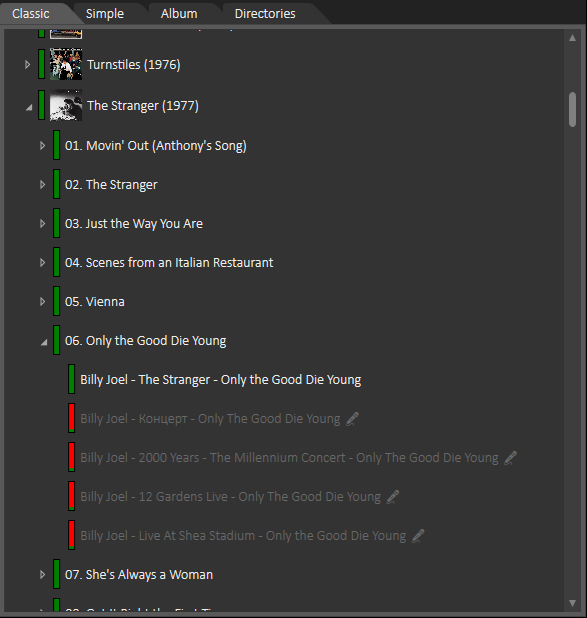 Classic Simple Album Directories
Turnstiles (1976)
The Stranger (1977)
01. Movin' Out (Anthony's Song)
02. The Stranger
03. Just the Way You Are
04. Scenes from an Italian Restaurant
05. Vienna
06. Only the Good Die Young
Billy Joel - The Stranger - Only the Good Die Young
Billy Joel - Концерт - Only The Good Die Young
Billy Joel - 2000 Years - The Millennium Concert - Only The Good Die Young
Billy Joel - 12 Gardens Live - Only The Good Die Young
Billy Joel - Live At Shea Stadium - Only the Good Die Young
07. She's Always a Woman